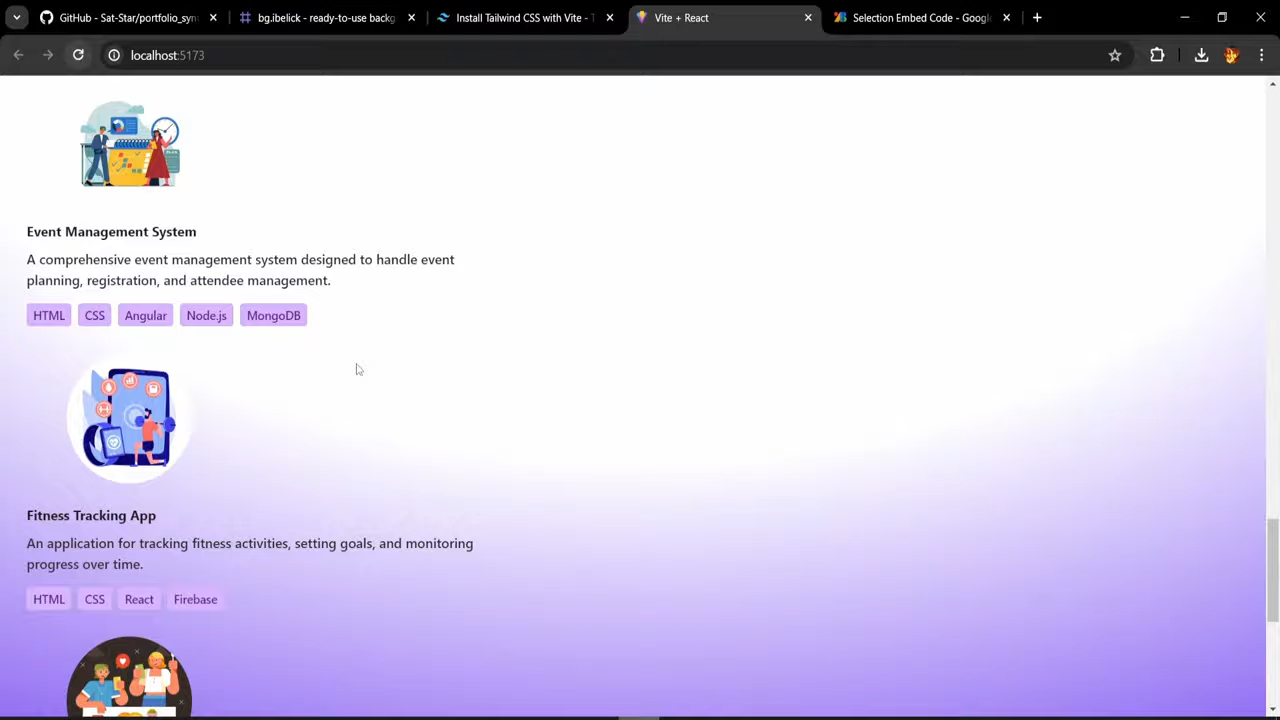 GitHub - Sat-Star/portfolio_syn
bg.ibelick - ready-to-use backg
Install Tailwind CSS with Vite - T
Vite + React
Selection Embed Code - Google
localhost:5173
Event Management System
A comprehensive event management system designed to handle event
planning, registration, and attendee management.
HTML CSS Angular Node.js MongoDB
Fitness Tracking App
An application for tracking fitness activities, setting goals, and monitoring
progress over time.
HTML CSS React Firebase